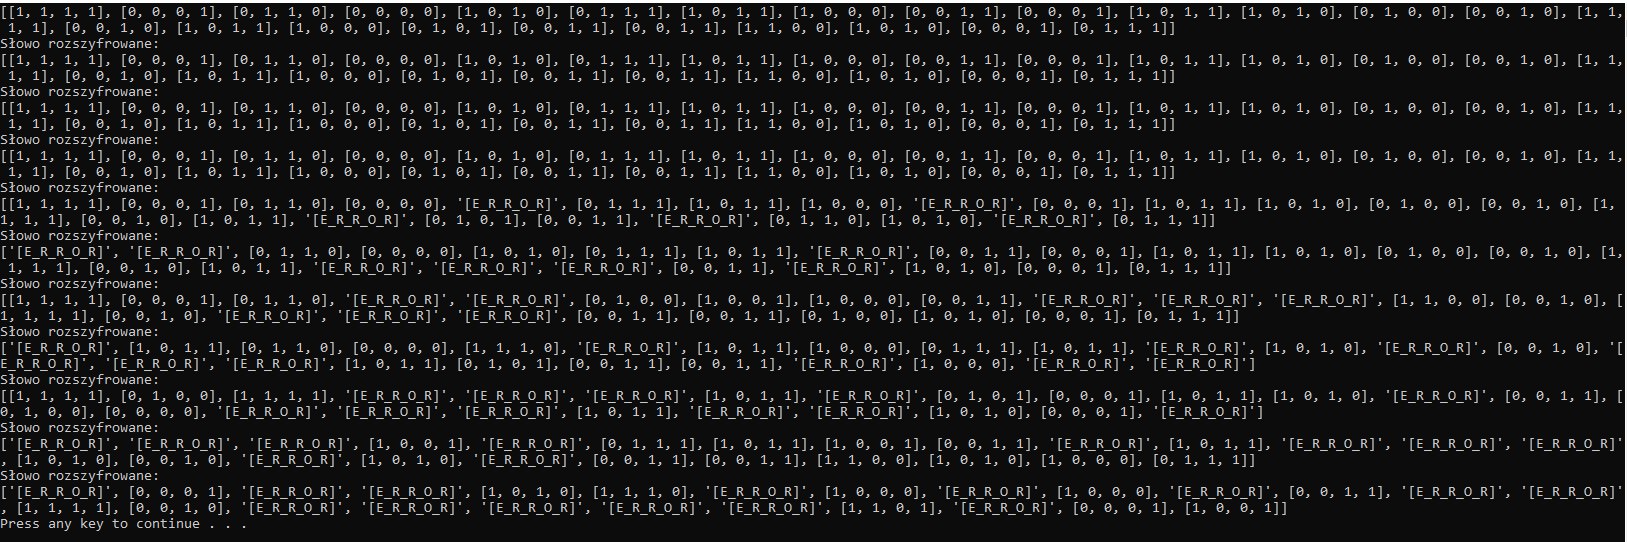 [[1, 1, 1, 1], [0, 0, 0, 1], [0, 1, 1, 0], [0, 0, 0, 0], [1, 0, 1, 0], [0, 1, 1, 1], [1, 0, 1, 1], [1, 0, 0, 0], [0, 0, 1, 1], [0, 0, 0, 1], [1, 0, 1, 1], [1, 0, 1, 0], [0, 1, 0, 0], [0, 0, 1, 0], [1, 1,
1, 1], [0, 0, 1, 0], [1, 0, 1, 1], [1, 0, 0, 0], [0, 1, 0, 1], [0, 0, 1, 1], [0, 0, 1, 1], [1, 1, 0, 0], [1, 0, 1, 0], [0, 0, 0, 1], [0, 1, 1, 1]]
Słowo rozszyfrowane:
[[1, 1, 1, 1], [0, 0, 0, 1], [0, 1, 1, 0], [0, 0, 0, 0], [1, 0, 1, 0], [0, 1, 1, 1], [1, 0, 1, 1], [1, 0, 0, 0], [0, 0, 1, 1], [0, 0, 0, 1], [1, 0, 1, 1], [1, 0, 1, 0], [0, 1, 0, 0], [0, 0, 1, 0], [1, 1,
1, 1], [0, 0, 1, 0], [1, 0, 1, 1], [1, 0, 0, 0], [0, 1, 0, 1], [0, 0, 1, 1], [0, 0, 1, 1], [1, 1, 0, 0], [1, 0, 1, 0], [0, 0, 0, 1], [0, 1, 1, 1]]
Słowo rozszyfrowane:
[[1, 1, 1, 1], [0, 0, 0, 1], [0, 1, 1, 0], [0, 0, 0, 0], [1, 0, 1, 0], [0, 1, 1, 1], [1, 0, 1, 1], [1, 0, 0, 0], [0, 0, 1, 1], [0, 0, 0, 1], [1, 0, 1, 1], [1, 0, 1, 0], [0, 1, 0, 0], [0, 0, 1, 0], [1, 1,
1, 1], [0, 0, 1, 0], [1, 0, 1, 1], [1, 0, 0, 0], [0, 1, 0, 1], [0, 0, 1, 1], [0, 0, 1, 1], [1, 1, 0, 0], [1, 0, 1, 0], [0, 0, 0, 1], [0, 1, 1, 1]]
Słowo rozszyfrowane:
[[1, 1, 1, 1], [0, 0, 0, 1], [0, 1, 1, 0], [0, 0, 0, 0], [1, 0, 1, 0], [0, 1, 1, 1], [1, 0, 1, 1], [1, 0, 0, 0], [0, 0, 1, 1], [0, 0, 0, 1], [1, 0, 1, 1], [1, 0, 1, 0], [0, 1, 0, 0], [0, 0, 1, 0], [1, 1,
1, 1], [0, 0, 1, 0], [1, 0, 1, 1], [1, 0, 0, 0], [0, 1, 0, 1], [0, 0, 1, 1], [0, 0, 1, 1], [1, 1, 0, 0], [1, 0, 1, 0], [0, 0, 0, 1], [0, 1, 1, 1]]
Słowo rozszyfrowane:
[[1, 1, 1, 1], [0, 0, 0, 1], [0, 1, 1, 0], [0, 0, 0, 0], '[E_R_R_O_R]', [0, 1, 1, 1], [1, 0, 1, 1], [1, 0, 0, 0], '[E_R_R_O_R]', [0, 0, 0, 1], [1, 0, 1, 1], [1, 0, 1, 0], [0, 1, 0, 0], [0, 0, 1, 0], [1,
1, 1, 1], [0, 0, 1, 0], [1, 0, 1, 1], '[E_R_R_O_R]', [0, 1, 0, 1], [0, 0, 1, 1], '[E_R_R_O_R]', [0, 1, 1, 0], [1, 0, 1, 0], '[E_R_R_O_R]', [0, 1, 1, 1]]
Słowo rozszyfrowane:
['[E_R_R_O_R]', '[E_R_R_O_R]', [0, 1, 1, 0], [0, 0, 0, 0], [1, 0, 1, 0], [0, 1, 1, 1], [1, 0, 1, 1], '[E_R_R_O_R]', [0, 0, 1, 1], [0, 0, 0, 1], [1, 0, 1, 1], [1, 0, 1, 0], [0, 1, 0, 0], [0, 0, 1, 0], [1,
1, 1, 1], [0, 0, 1, 0], [1, 0, 1, 1], '[E_R_R_O_R]', '[E_R_R_O_R]', '[E_R_R_O_R]', [0, 0, 1, 1], '[E_R_R_O_R]', [1, 0, 1, 0], [0, 0, 0, 1], [0, 1, 1, 1]]
Słowo rozszyfrowane:
[[1, 1, 1, 1], [0, 0, 0, 1], [0, 1, 1, 0], '[E_R_R_O_R]', '[E_R_R_O_R]', [0, 1, 0, 0], [1, 0, 0, 1], [1, 0, 0, 0], [0, 0, 1, 1], '[E_R_R_O_R]', '[E_R_R_O_R]', '[E_R_R_O_R]', [1, 1, 0, 0], [0, 0, 1, 0], [
1, 1, 1, 1], [0, 0, 1, 0], '[E_R_R_O_R]', '[E_R_R_O_R]', '[E_R_R_O_R]', [0, 0, 1, 1], [0, 0, 1, 1], [0, 1, 0, 0], [1, 0, 1, 0], [0, 0, 0, 1], [0, 1, 1, 1]]
Słowo rozszyfrowane:
['[E_R_R_O_R]', [1, 0, 1, 1], [0, 1, 1, 0], [0, 0, 0, 0], [1, 1, 1, 0], '[E_R_R_O_R]', [1, 0, 1, 1], [1, 0, 0, 0], [0, 1, 1, 1], [1, 0, 1, 1], '[E_R_R_O_R]', [1, 0, 1, 0], '[E_R_R_O_R]', [0, 0, 1, 0], '[
E_R_R_O_R]', '[E_R_R_O_R]', '[E_R_R_O_R]', [1, 0, 1, 1], [0, 1, 0, 1], [0, 0, 1, 1], [0, 0, 1, 1], '[E_R_R_O_R]', [1, 0, 0, 0], '[E_R_R_O_R]', '[E_R_R_O_R]']
Słowo rozszyfrowane:
[[1, 1, 1, 1], [0, 1, 0, 0], [1, 1, 1, 1], '[E_R_R_O_R]', '[E_R_R_O_R]', '[E_R_R_O_R]', [1, 0, 1, 1], '[E_R_R_O_R]', [0, 1, 0, 1], [0, 0, 0, 1], [1, 0, 1, 1], [1, 0, 1, 0], '[E_R_R_O_R]', [0, 0, 1, 1], [
0, 1, 0, 0], [0, 0, 0, 0], '[E_R_R_O_R]', '[E_R_R_O_R]', '[E_R_R_O_R]', [1, 0, 1, 1], '[E_R_R_O_R]', '[E_R_R_O_R]', [1, 0, 1, 0], [0, 0, 0, 1], '[E_R_R_O_R]']
Słowo rozszyfrowane:
['[E_R_R_O_R]', '[E_R_R_O_R]', '[E_R_R_O_R]', [1, 0, 0, 1], '[E_R_R_O_R]', [0, 1, 1, 1], [1, 0, 1, 1], [1, 0, 0, 1], [0, 0, 1, 1], '[E_R_R_O_R]', [1, 0, 1, 1], '[E_R_R_O_R]', '[E_R_R_O_R]', '[E_R_R_O_R]'
, [1, 0, 1, 0], [0, 0, 1, 0], '[E_R_R_O_R]', [1, 0, 1, 0], '[E_R_R_O_R]', [0, 0, 1, 1], [0, 0, 1, 1], [1, 1, 0, 0], [1, 0, 1, 0], [1, 0, 0, 0], [0, 1, 1, 1]]
Słowo rozszyfrowane:
['[E_R_R_O_R]', [0, 0, 0, 1], '[E_R_R_O_R]', '[E_R_R_O_R]', [1, 0, 1, 0], [1, 1, 1, 0], '[E_R_R_O_R]', [1, 0, 0, 0], '[E_R_R_O_R]', [1, 0, 0, 0], '[E_R_R_O_R]', [0, 0, 1, 1], '[E_R_R_O_R]', '[E_R_R_O_R]'
, [1, 1, 1, 1], [0, 0, 1, 0], '[E_R_R_O_R]', '[E_R_R_O_R]', '[E_R_R_O_R]', '[E_R_R_O_R]', '[E_R_R_O_R]', [1, 1, 0, 1], '[E_R_R_O_R]', [0, 0, 0, 1], [1, 0, 0, 1]]
Press any key to continue . . .